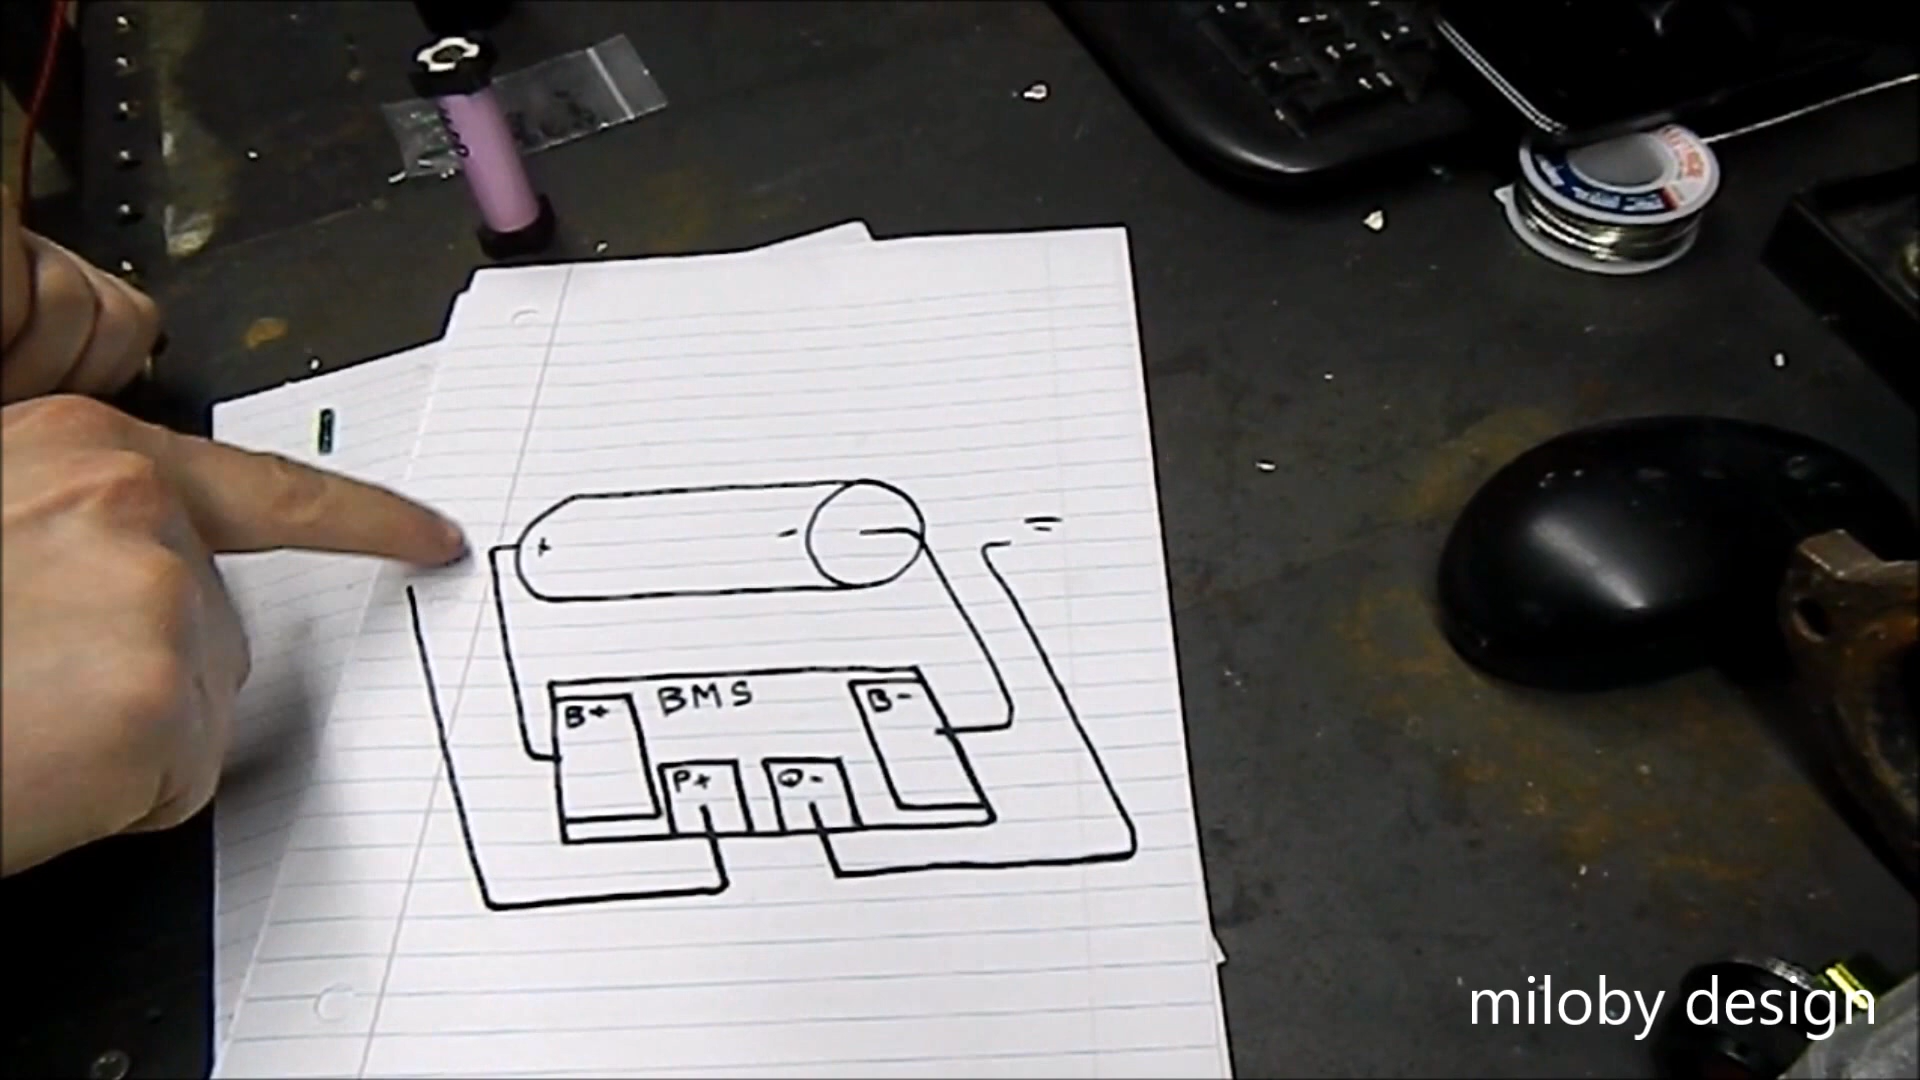 + -
=
BMS
B+ B-
P+ P-
miloby design